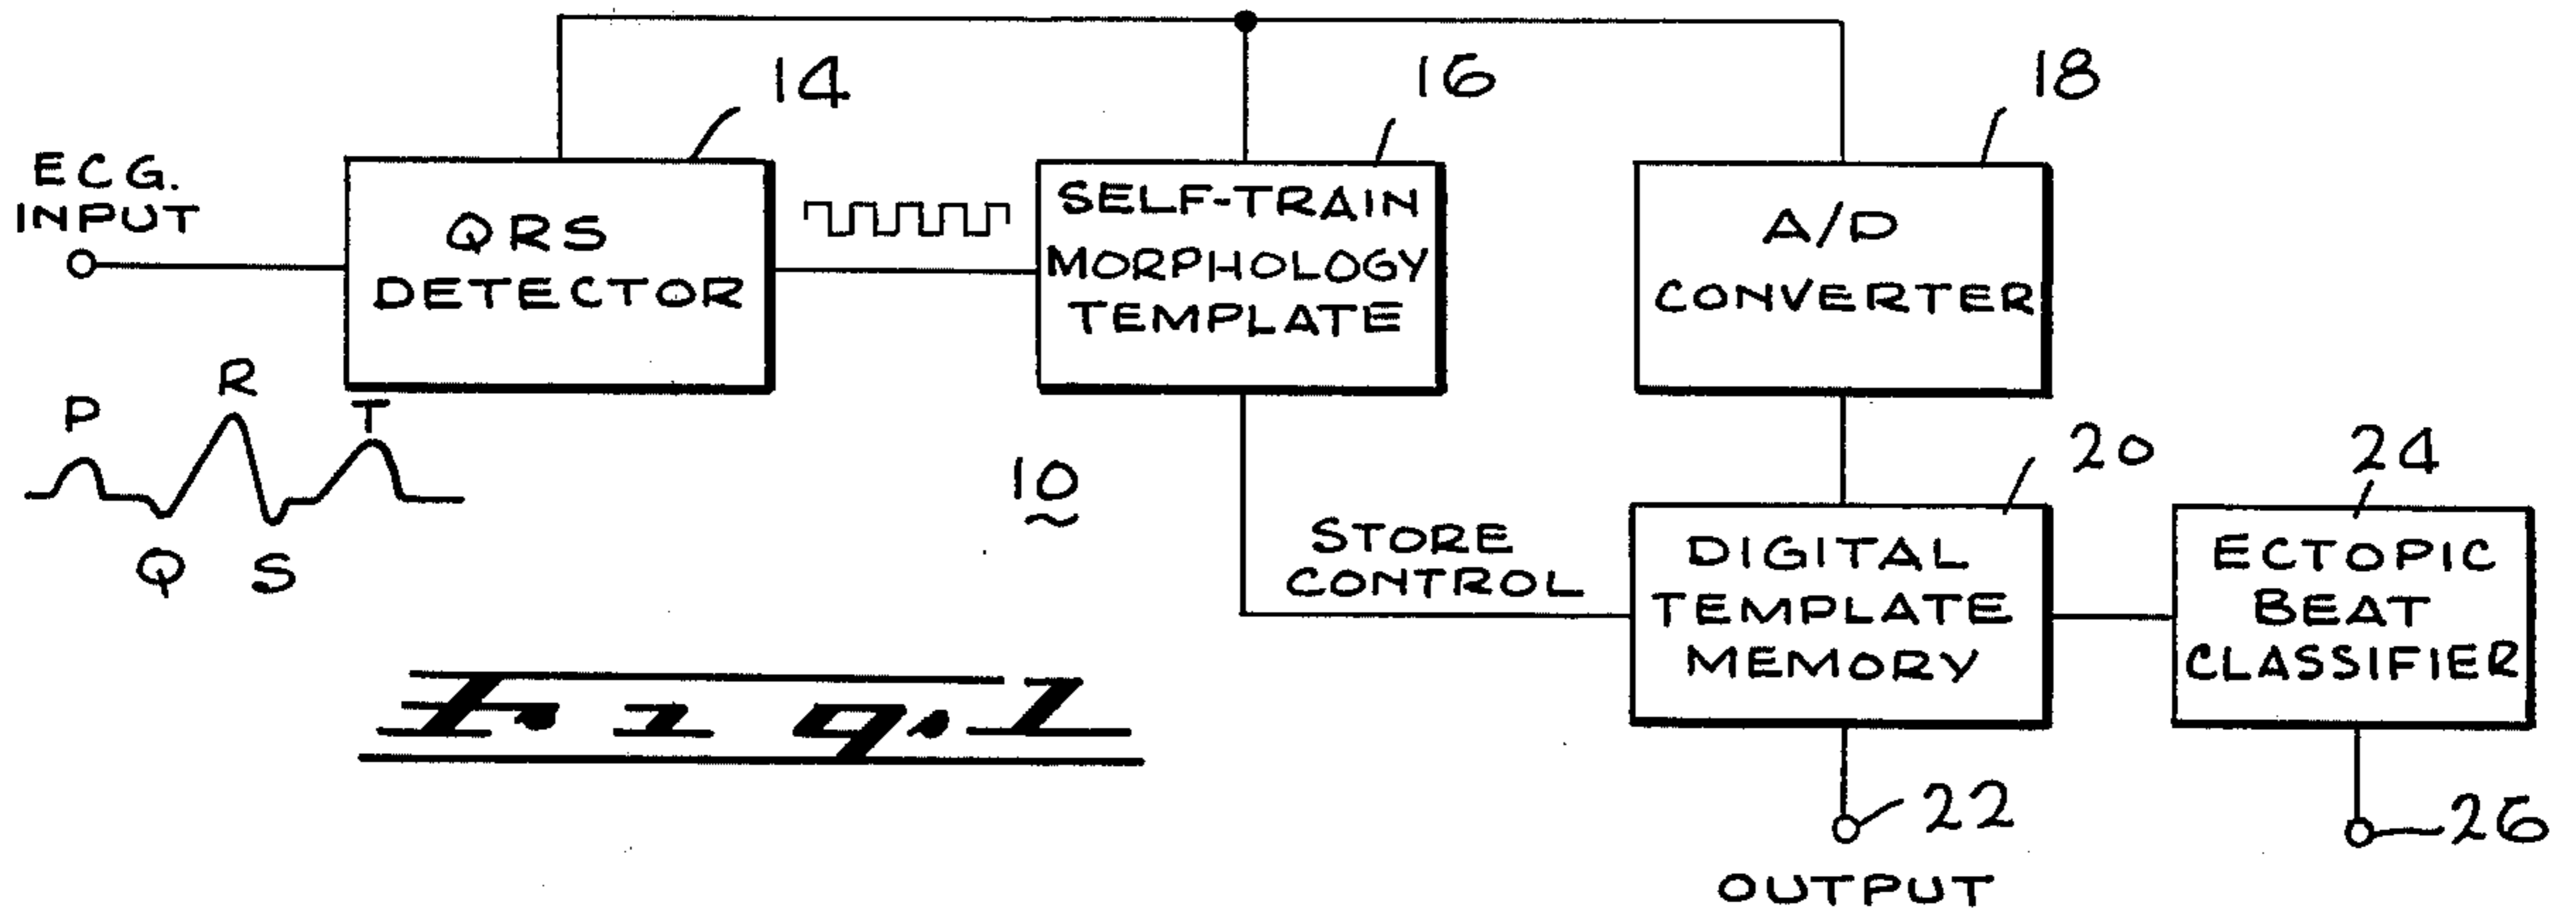 14
16
18
E C G.
INPUT
QRS
DETECTOR
SELF-TRAIN
MORPHOLOGY
TEMPLATE
A/D
CONVERTER
P
R
T
Q
S
10
20
24
STORE
CONTROL
DIGITAL
TEMPLATE
MEMORY
ECTOPIC
BEAT
CLASSIFIER
Fig. 1
22
26
OUTPUT